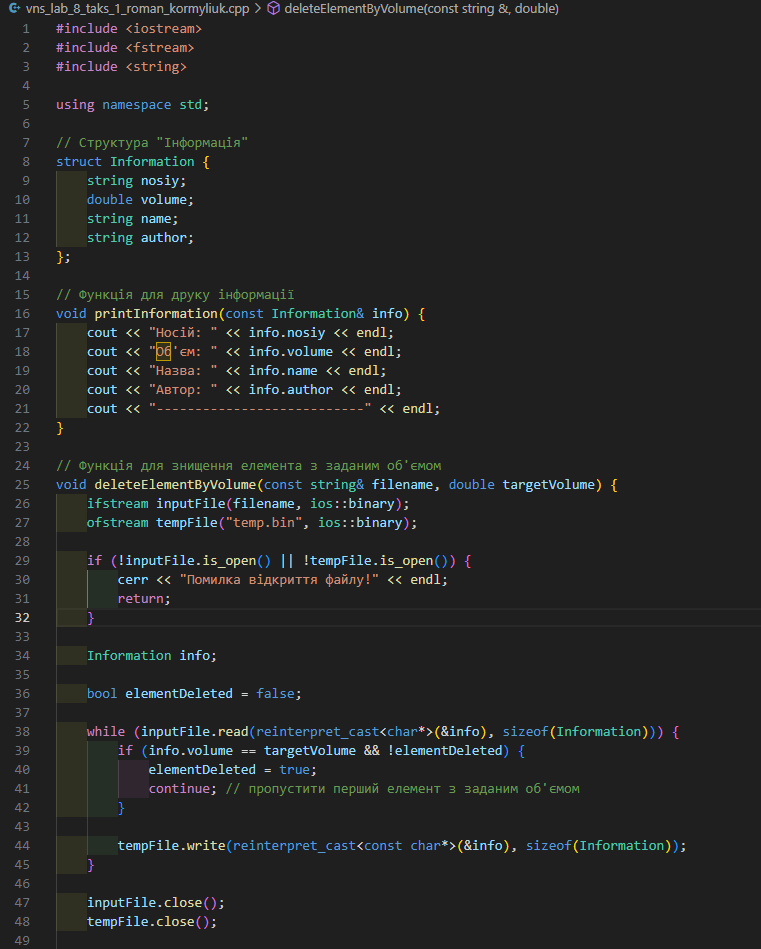 vns_lab_8_taks_1_roman_kormyliuk.cpp > deleteElementByVolume(const string &, double)
1 #include <iostream>
2 #include <fstream>
3 #include <string>
4
5 using namespace std;
6
7 // Структура "Інформація"
8 struct Information {
9     string nosiy;
10     double volume;
11     string name;
12     string author;
13 };
14
15 // Функція для друку інформації
16 void printInformation(const Information& info) {
17     cout << "Носій: " << info.nosiy << endl;
18     cout << "Об'єм: " << info.volume << endl;
19     cout << "Назва: " << info.name << endl;
20     cout << "Автор: " << info.author << endl;
21     cout << "---------------------------" << endl;
22 }
23
24 // Функція для знищення елемента з заданим об'ємом
25 void deleteElementByVolume(const string& filename, double targetVolume) {
26     ifstream inputFile(filename, ios::binary);
27     ofstream tempFile("temp.bin", ios::binary);
28
29     if (!inputFile.is_open() || !tempFile.is_open()) {
30         cerr << "Помилка відкриття файлу!" << endl;
31         return;
32     }
33
34     Information info;
35
36     bool elementDeleted = false;
37
38     while (inputFile.read(reinterpret_cast<char*>(&info), sizeof(Information))) {
39         if (info.volume == targetVolume && !elementDeleted) {
40             elementDeleted = true;
41             continue; // пропустити перший елемент з заданим об'ємом
42         }
43
44         tempFile.write(reinterpret_cast<const char*>(&info), sizeof(Information));
45     }
46
47     inputFile.close();
48     tempFile.close();
49